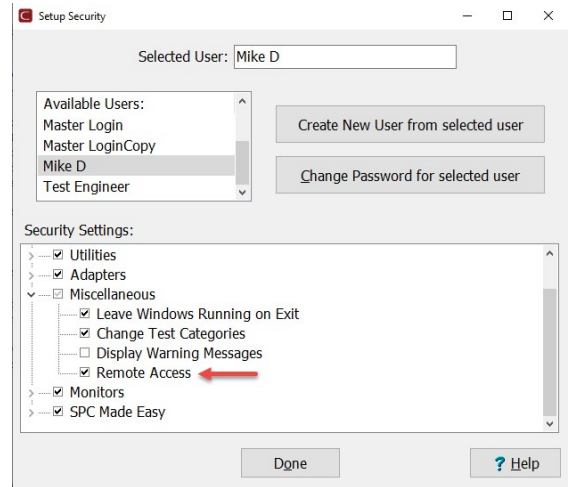 Setup Security
Selected User: Mike D
Available Users:
Master Login
Master LoginCopy
Mike D
Test Engineer
Create New User from selected user
Change Password for selected user
Security Settings:
Utilities
Adapters
Miscellaneous
Leave Windows Running on Exit
Change Test Categories
Display Warning Messages
Remote Access
Monitors
SPC Made Easy
Done
? Help